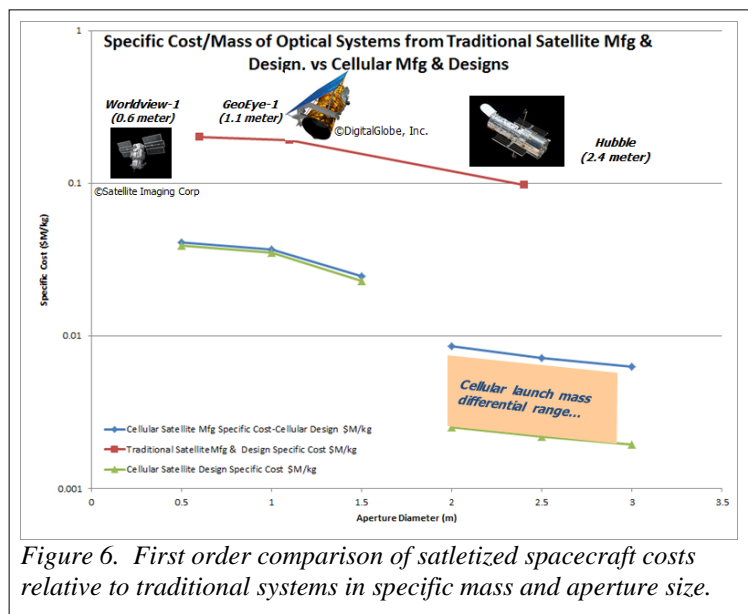 Specific Cost/Mass of Optical Systems from Traditional Satellite Mfg &
Design. vs Cellular Mfg & Designs
1
0.1
0.01
0.001
Specific Cost ($M/kg)
Worldview-1
(0.6 meter)
©Satellite Imaging Corp
GeoEye-1
(1.1 meter)
©DigitalGlobe, Inc.
Hubble
(2.4 meter)
Cellular launch mass
differential range...
Cellular Satellite Mfg Specific Cost-Cellular Design $M/kg
Traditional Satellite Mfg & Design Specific Cost $M/kg
Cellular Satellite Design Specific Cost $M/kg
0 0.5 1 1.5 2 2.5 3 3.5
Aperture Diameter (m)
Figure 6. First order comparison of satletized spacecraft costs
relative to traditional systems in specific mass and aperture size.